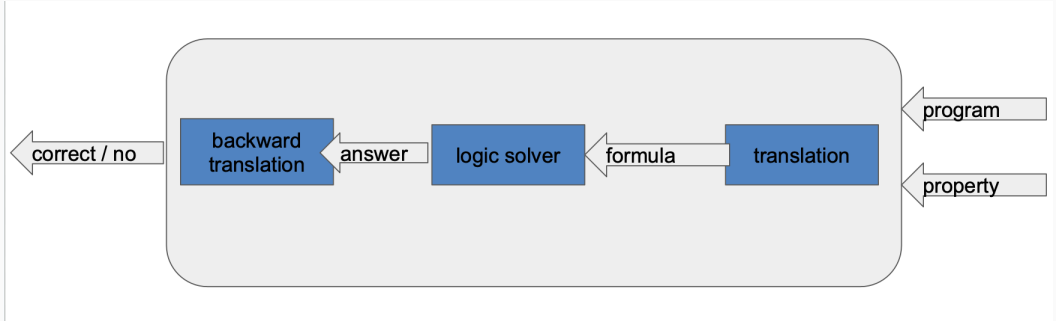 program
backward
translation
answer
logic solver
formula
translation
correct / no
property